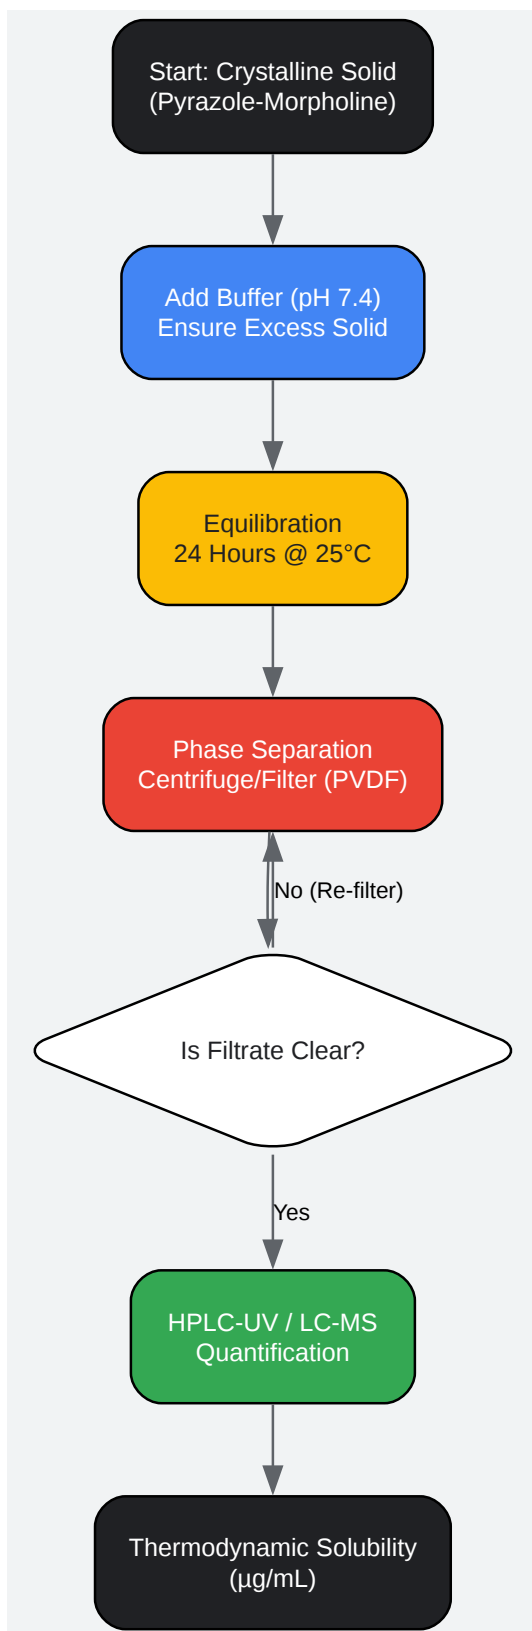 Start: Crystalline Solid
(Pyrazole-Morpholine)
Add Buffer (pH 7.4)
Ensure Excess Solid
Equilibration
24 Hours @ 25°C
Phase Separation
Centrifuge/Filter (PVDF)
No (Re-filter)
Is Filtrate Clear?
Yes
HPLC-UV / LC-MS
Quantification
Thermodynamic Solubility
(µg/mL)